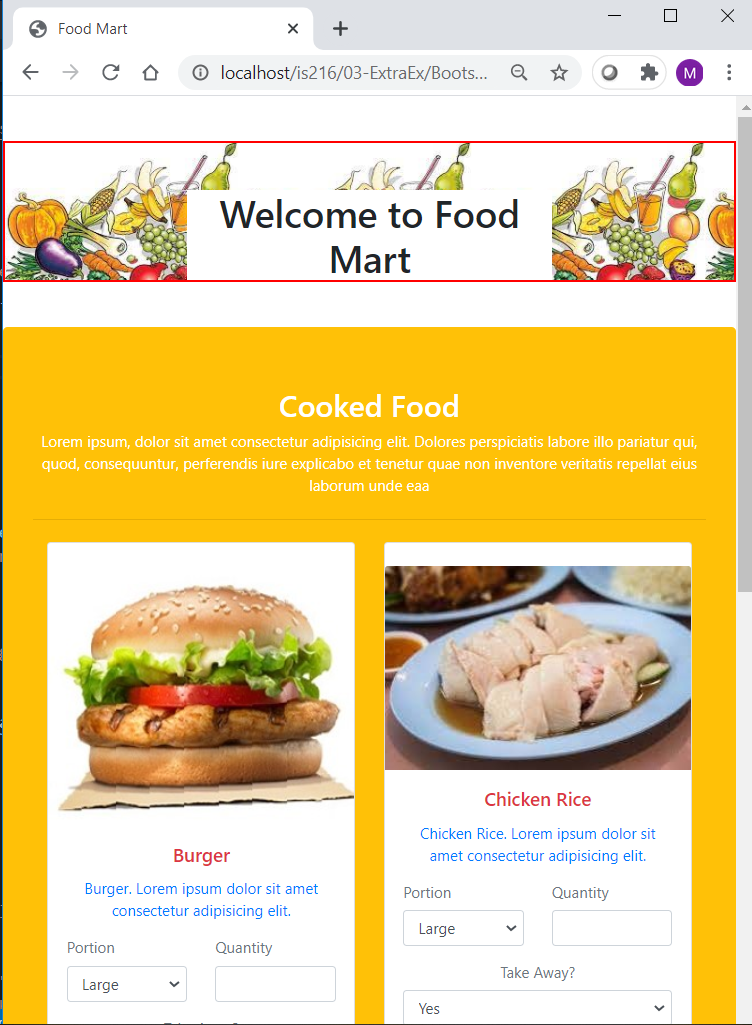 Food Mart
localhost/is216/03-ExtraEx/Boots...
M
Welcome to Food
Mart
Cooked Food
Lorem ipsum, dolor sit amet consectetur adipisicing elit. Dolores perspiciatis labore illo pariatur qui,
quod, consequuntur, perferendis iure explicabo et tenetur quae non inventore veritatis repellat eius
laborum unde eaa
Burger
Burger. Lorem ipsum dolor sit amet
consectetur adipisicing elit.
Portion Quantity
Large
Chicken Rice
Chicken Rice. Lorem ipsum dolor sit
amet consectetur adipisicing elit.
Portion Quantity
Large
Take Away?
Yes